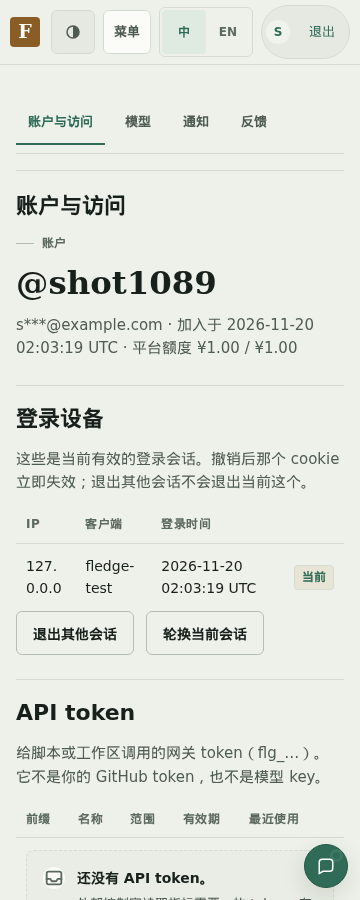 F 菜单 中 EN S 退出
账户与访问 模型 通知 反馈
账户与访问
账户
@shot1089
s***@example.com · 加入于 2026-11-20
02:03:19 UTC · 平台额度 ¥1.00 / ¥1.00
登录设备
这些是当前有效的登录会话。撤销后那个 cookie
立即失效；退出其他会话不会退出当前这个。
IP 客户端 登录时间
127. fledge- 2026-11-20 当前
0.0.0 test 02:03:19 UTC
退出其他会话 轮换当前会话
API token
给脚本或工作区调用的网关 token（flg_...）。
它不是你的 GitHub token，也不是模型 key。
前缀 名称 范围 有效期 最近使用
还没有 API token。